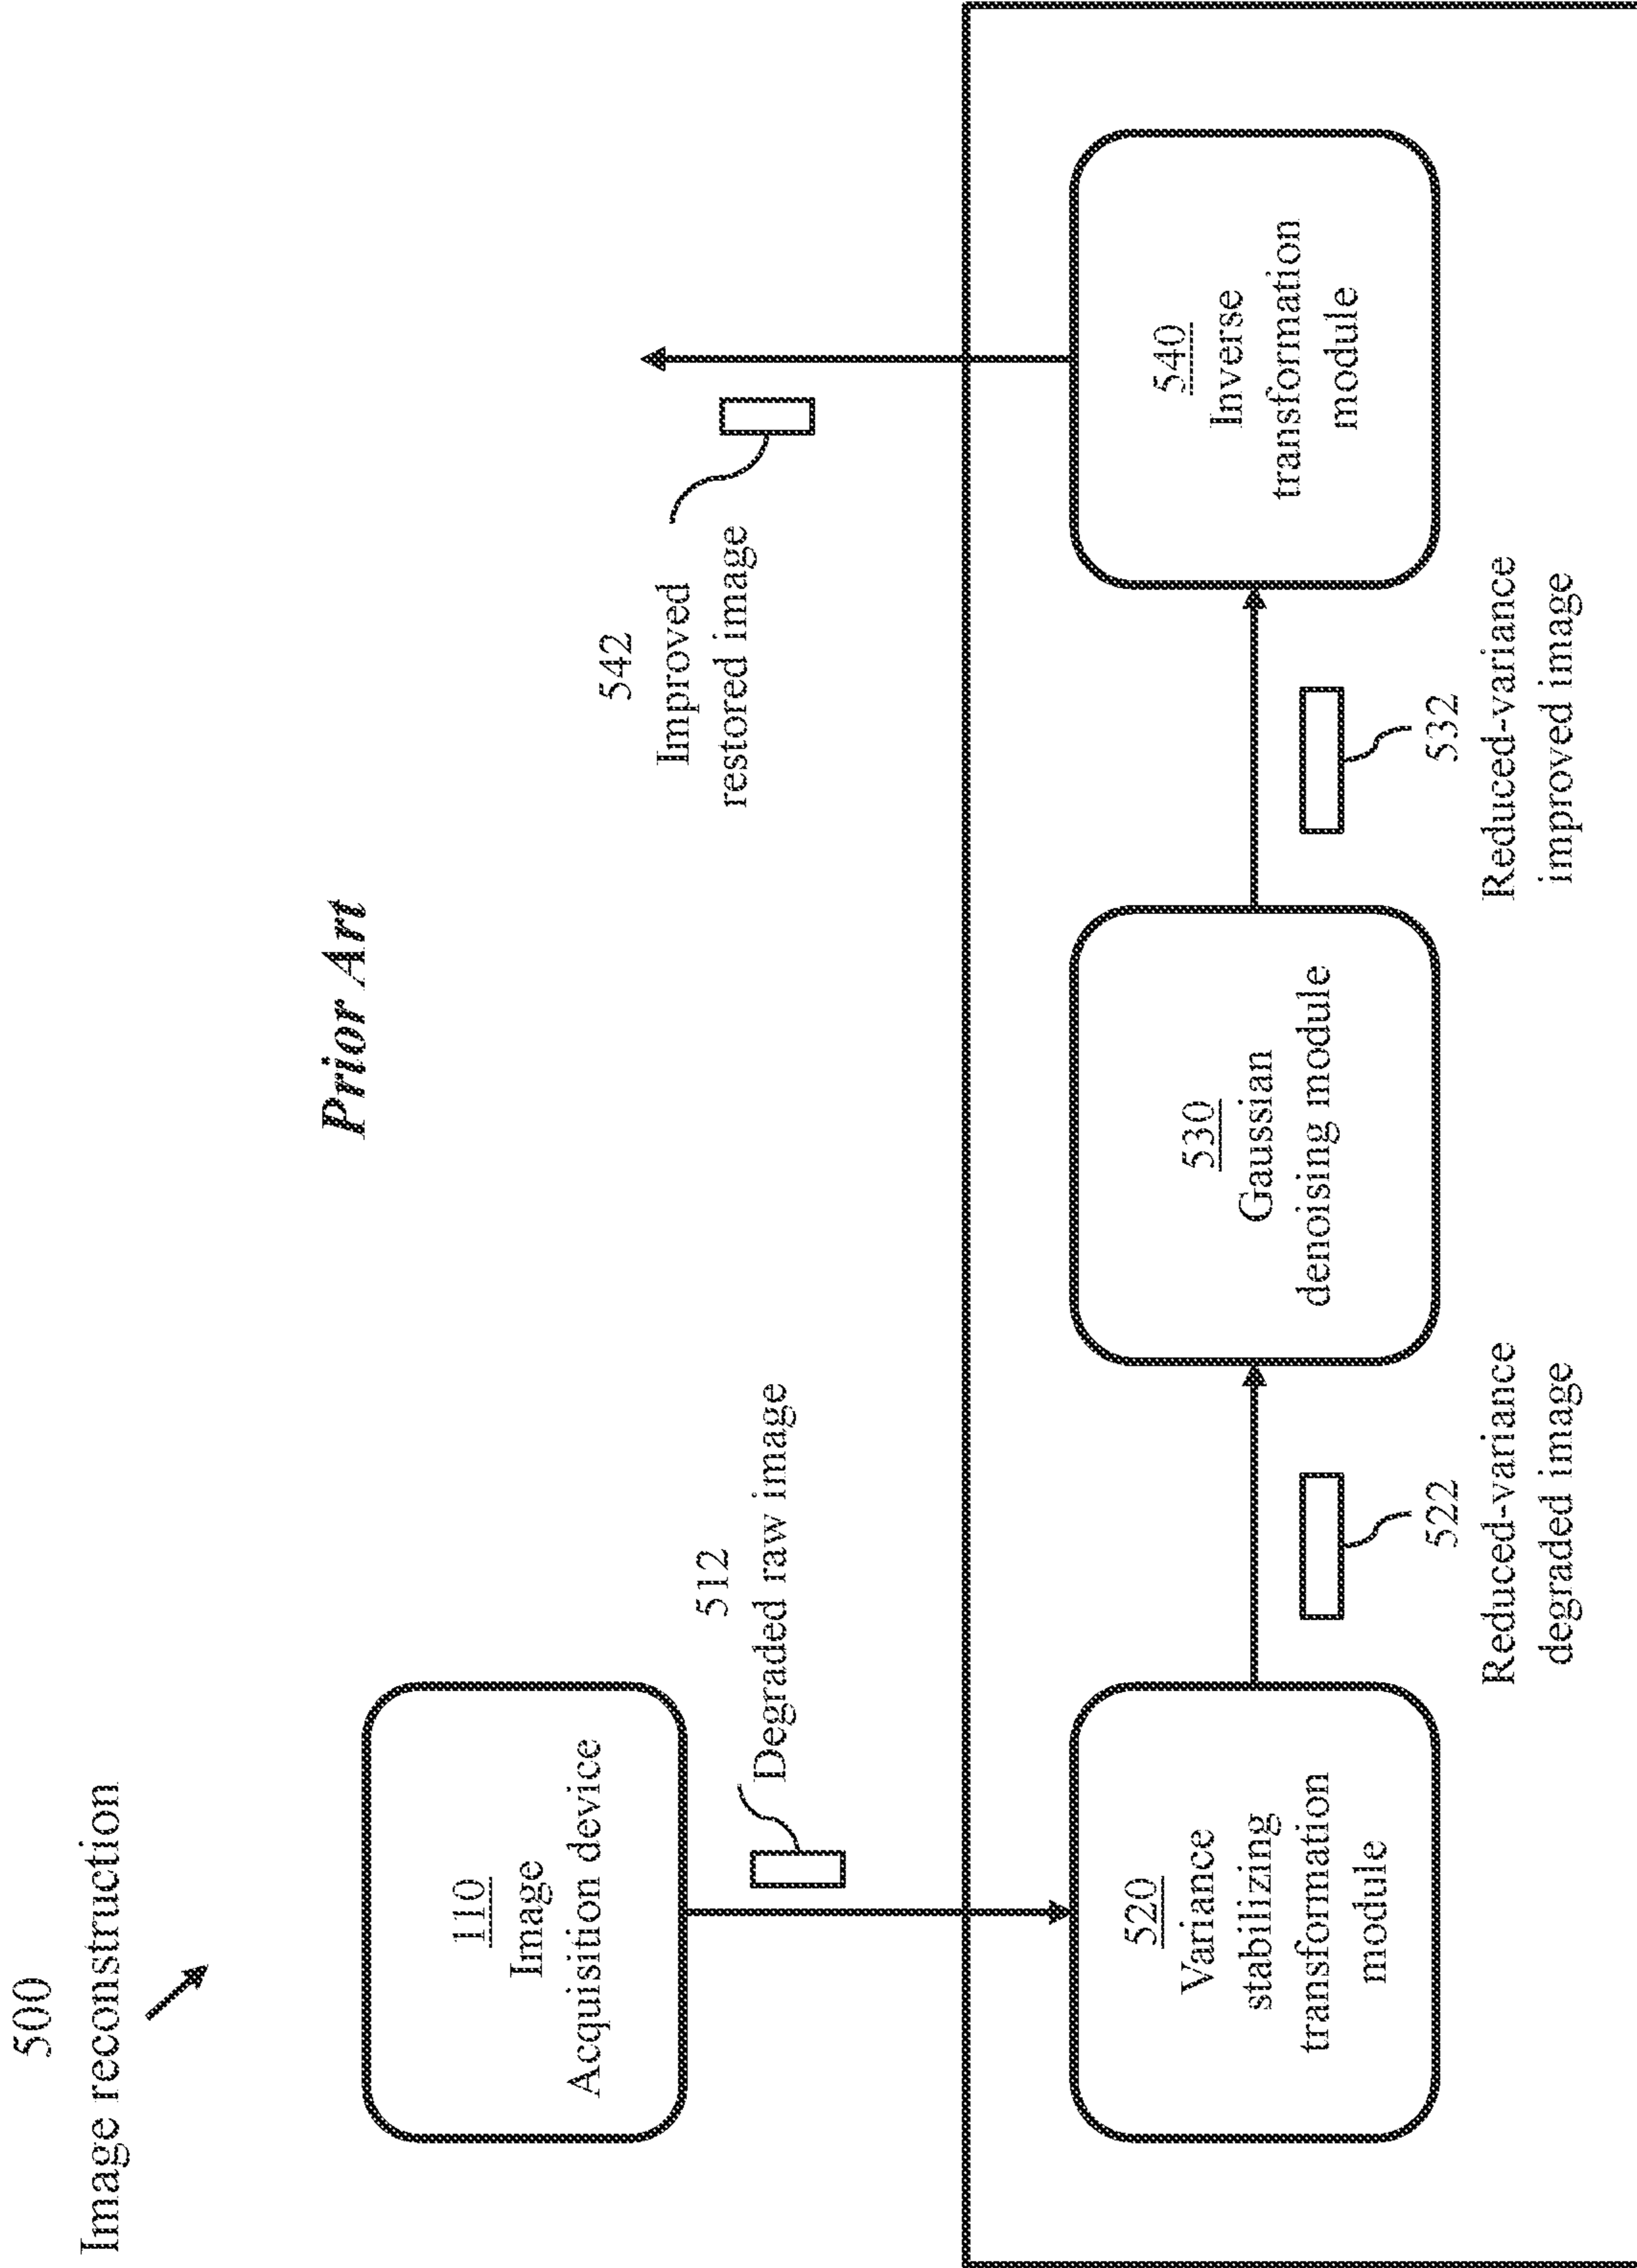 500
Image reconstruction
Prior Art
110
Image
Acquisition device
512
Degraded raw image
542
Improved
restored image
520
Variance
stabilizing
transformation
module
522
Reduced-variance
degraded image
530
Gaussian
denoising module
532
Reduced-variance
improved image
540
Inverse
transformation
module